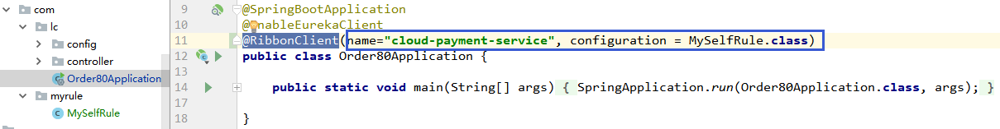 com
lc
config
controller
Order80Application
myrule
MySelfRule
9 @SpringBootApplication
10 @EnableEurekaClient
11 @RibbonClient(name="cloud-payment-service", configuration = MySelfRule.class)
12 public class Order80Application {
13
14 public static void main(String[] args) { SpringApplication.run(Order80Application.class, args); }
17
18 }